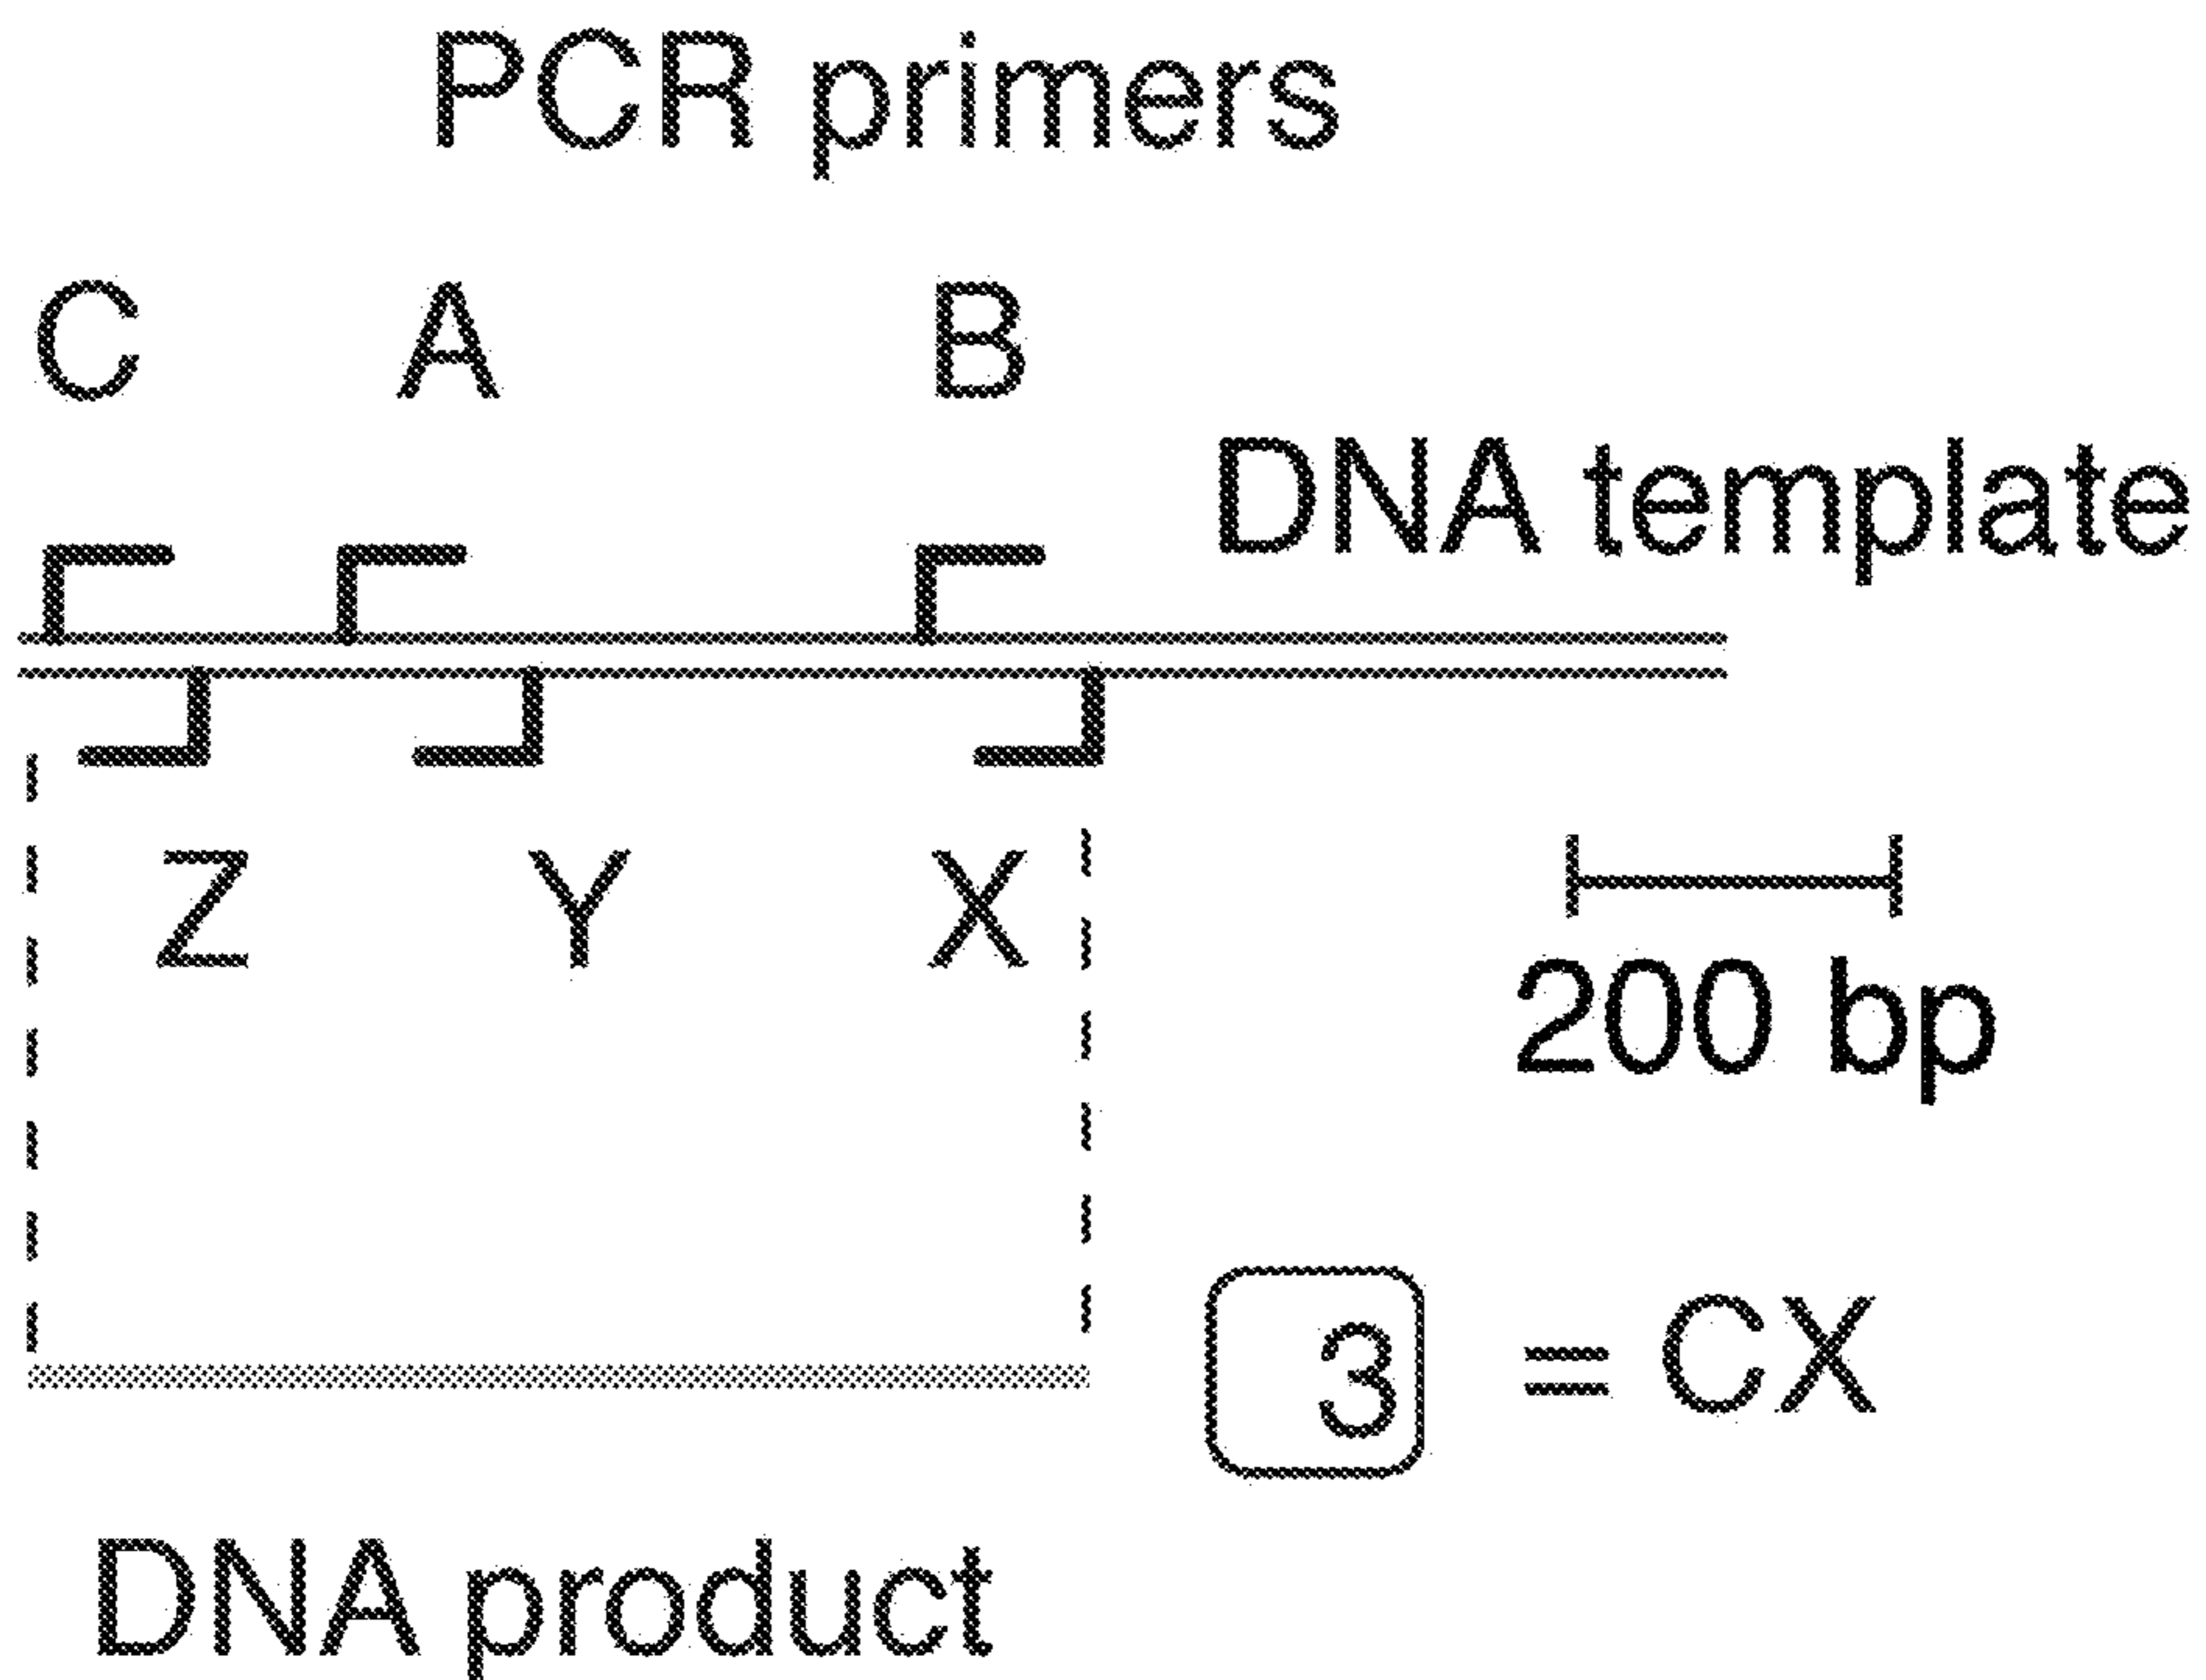 PCR primers
C A B
DNA template
Z Y X
200 bp
3 = CX
DNA product